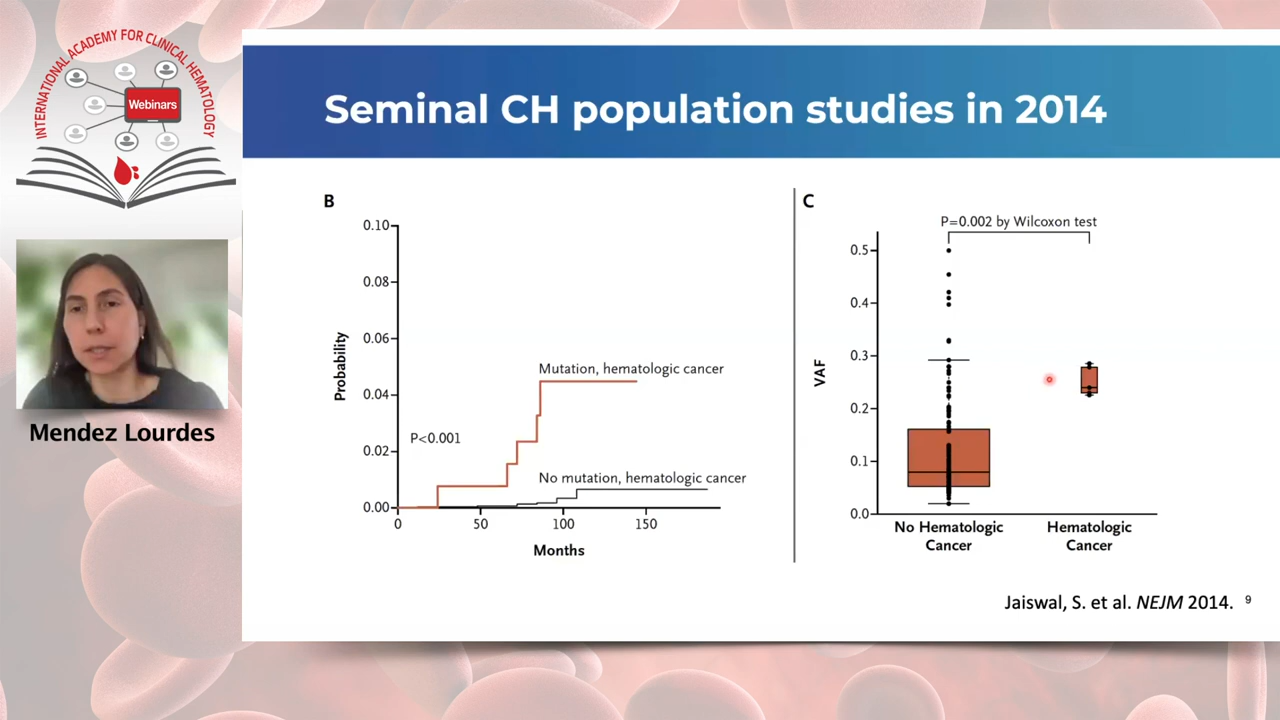 INTERNATIONAL ACADEMY FOR CLINICAL HEMATOLOGY
Webinars
Mendez Lourdes
Seminal CH population studies in 2014
B
0.10
0.08
0.06
0.04
0.02
0.00
Probability
Mutation, hematologic cancer
P<0.001
No mutation, hematologic cancer
0
50
100
150
Months
C
P=0.002 by Wilcoxon test
0.5
0.4
0.3
0.2
0.1
0.0
VAF
No Hematologic
Cancer
Hematologic
Cancer
Jaiswal, S. et al. NEJM 2014.
9